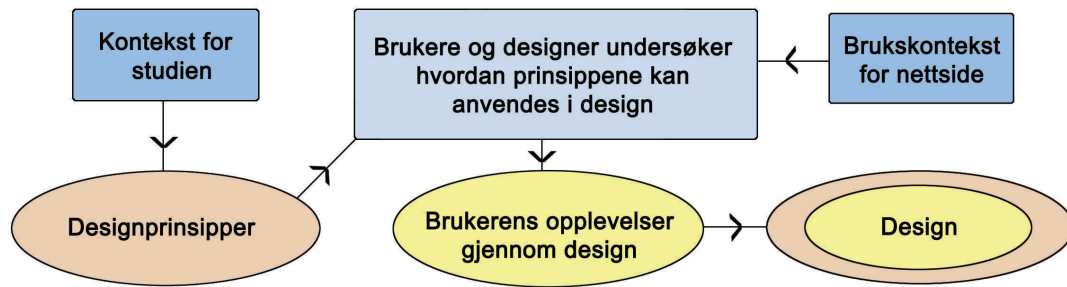 Kontekst for
studien
Brukere og designer undersøker
hvordan prinsippene kan
anvendes i design
Brukskontekst
for nettside
Designprinsipper
Brukerens opplevelser
gjennom design
Design